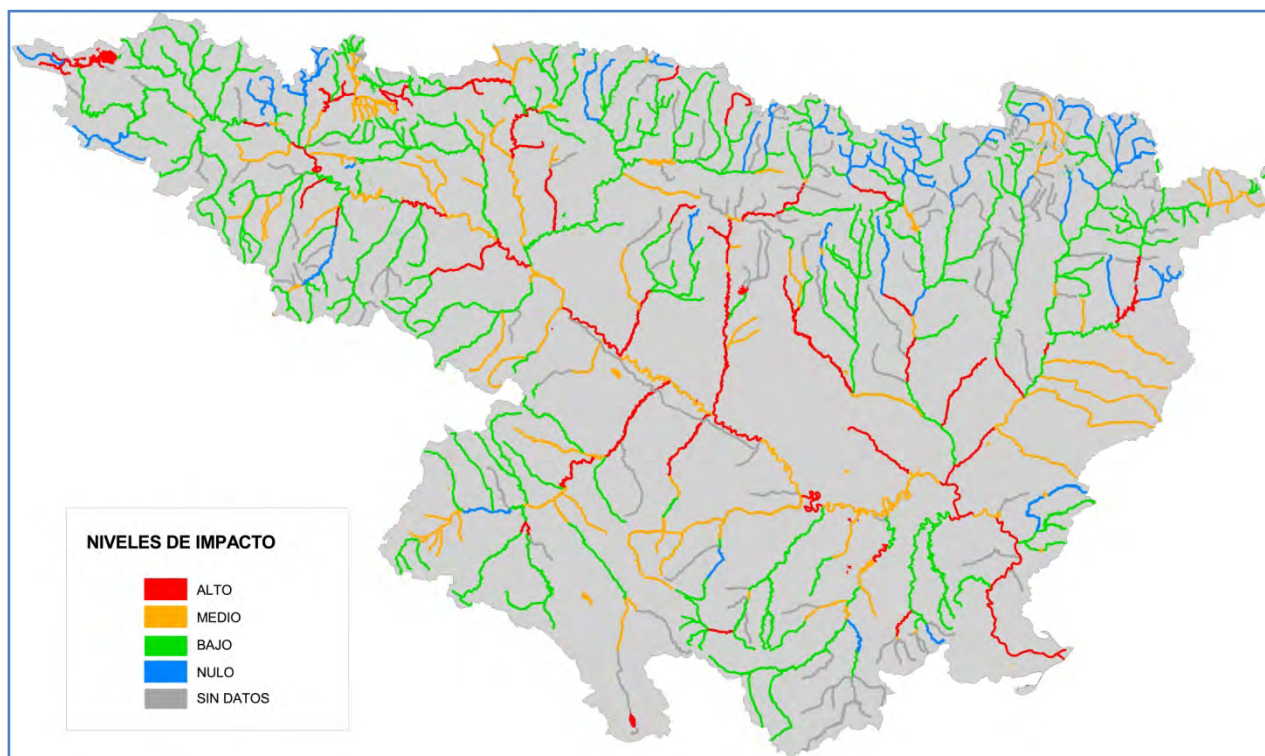 NIVELES DE IMPACTO
ALTO
MEDIO
BAJO
NULO
SIN DATOS